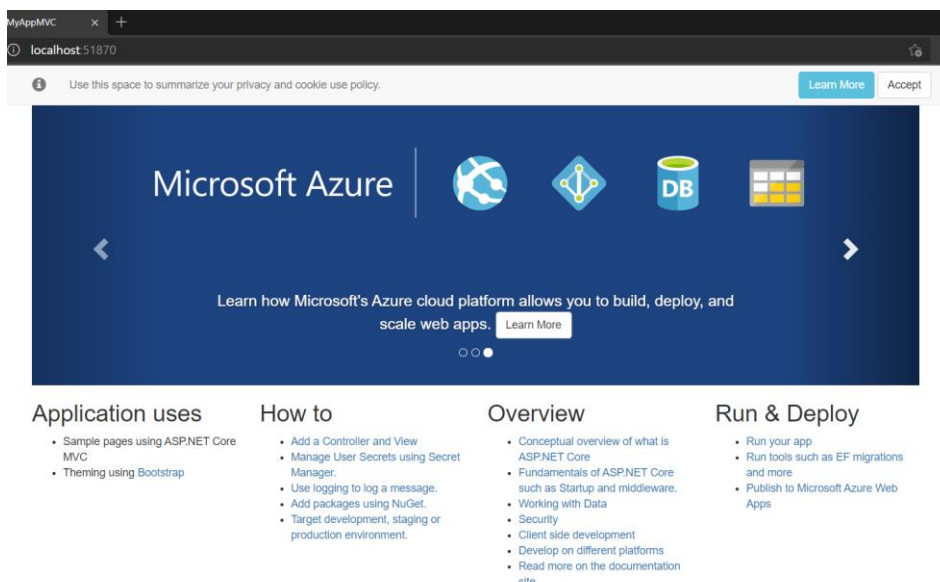 MyAppMVC
localhost:51870
Use this space to summarize your privacy and cookie use policy.
Learn More
Accept
Microsoft Azure
DB
Learn how Microsoft's Azure cloud platform allows you to build, deploy, and
scale web apps. Learn More
Application uses
Sample pages using ASP.NET Core
MVC
Theming using Bootstrap
How to
Add a Controller and View
Manage User Secrets using Secret
Manager.
Use logging to log a message.
Add packages using NuGet.
Target development, staging or
production environment.
Overview
Conceptual overview of what is
ASP.NET Core
Fundamentals of ASP.NET Core
such as Startup and middleware.
Working with Data
Security
Client side development
Develop on different platforms
Read more on the documentation
site
Run & Deploy
Run your app
Run tools such as EF migrations
and more
Publish to Microsoft Azure Web
Apps